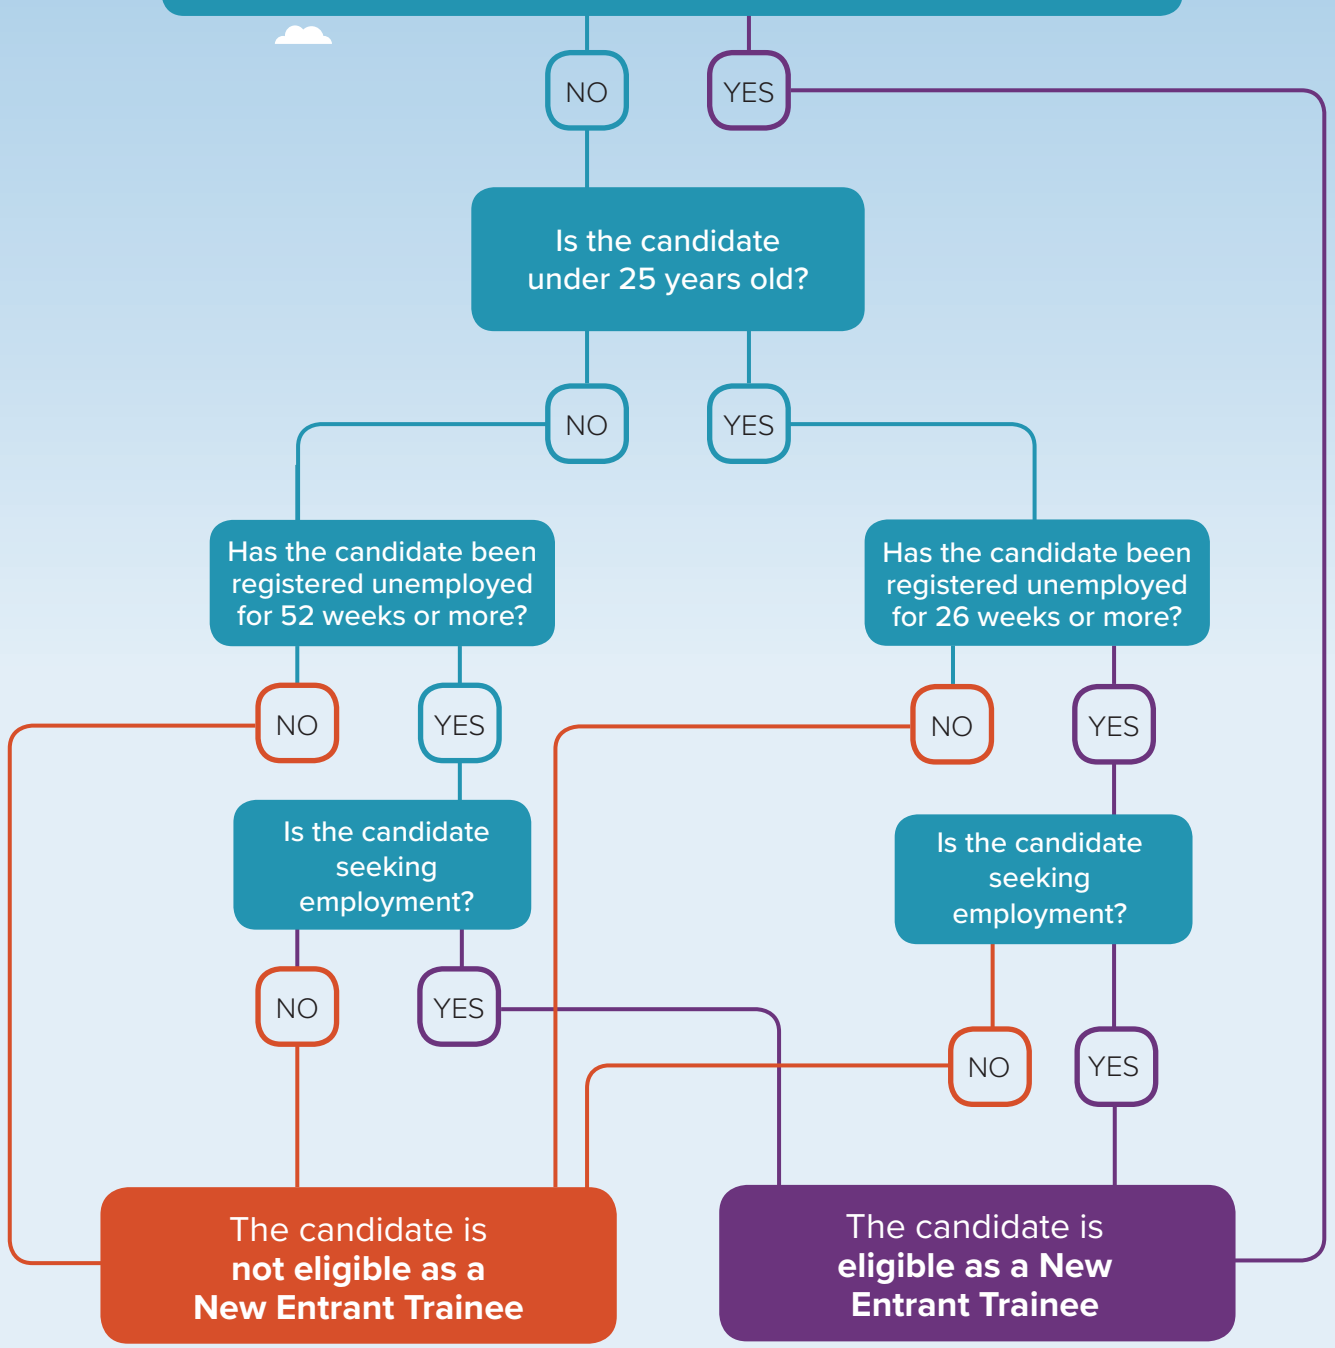 NO
YES
Is the candidate
under 25 years old?
NO
YES
Has the candidate been
registered unemployed
for 52 weeks or more?
Has the candidate been
registered unemployed
for 26 weeks or more?
NO
YES
NO
YES
Is the candidate
seeking
employment?
Is the candidate
seeking
employment?
NO
YES
NO
YES
The candidate is
not eligible as a
New Entrant Trainee
The candidate is
eligible as a New
Entrant Trainee